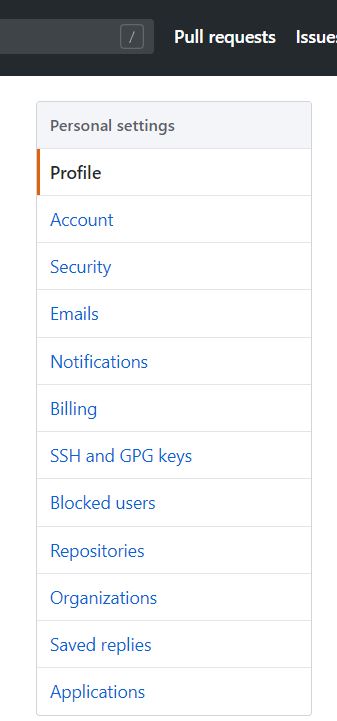 / Pull requests Issues
Personal settings
Profile
Account
Security
Emails
Notifications
Billing
SSH and GPG keys
Blocked users
Repositories
Organizations
Saved replies
Applications